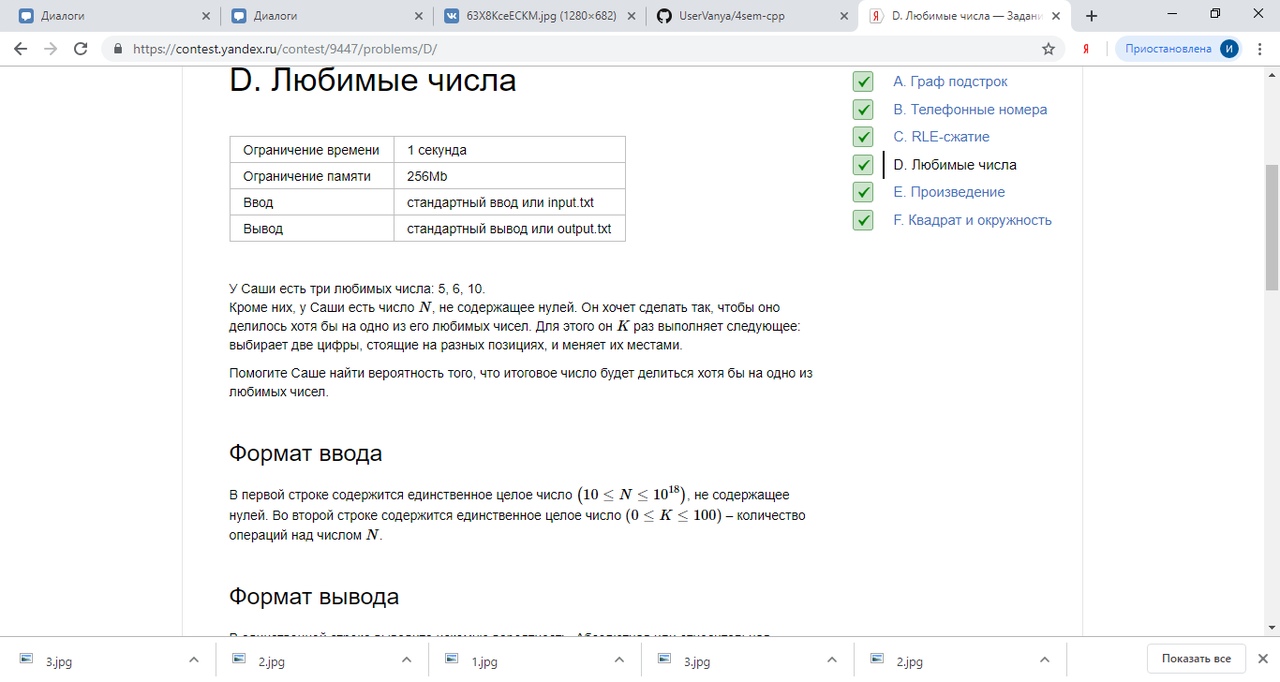 Диалоги
Диалоги
63X8KceECKM.jpg (1280×682)
UserVanya/4sem-cpp
D. Любимые числа — Задани
https://contest.yandex.ru/contest/9447/problems/D/
Я
Приостановлена
И
D. Любимые числа
Ограничение времени 1 секунда
Ограничение памяти 256Mb
Ввод стандартный ввод или input.txt
Вывод стандартный вывод или output.txt
A. Граф подстрок
B. Телефонные номера
C. RLE-сжатие
D. Любимые числа
E. Произведение
F. Квадрат и окружность
У Саши есть три любимых числа: 5, 6, 10.
Кроме них, у Саши есть число N, не содержащее нулей. Он хочет сделать так, чтобы оно
делилось хотя бы на одно из его любимых чисел. Для этого он K раз выполняет следующее:
выбирает две цифры, стоящие на разных позициях, и меняет их местами.
Помогите Саше найти вероятность того, что итоговое число будет делиться хотя бы на одно из
любимых чисел.
Формат ввода
В первой строке содержится единственное целое число (10 ≤ N ≤ 10^18), не содержащее
нулей. Во второй строке содержится единственное целое число (0 ≤ K ≤ 100) – количество
операций над числом N.
Формат вывода
3.jpg
2.jpg
1.jpg
3.jpg
2.jpg
Показать все